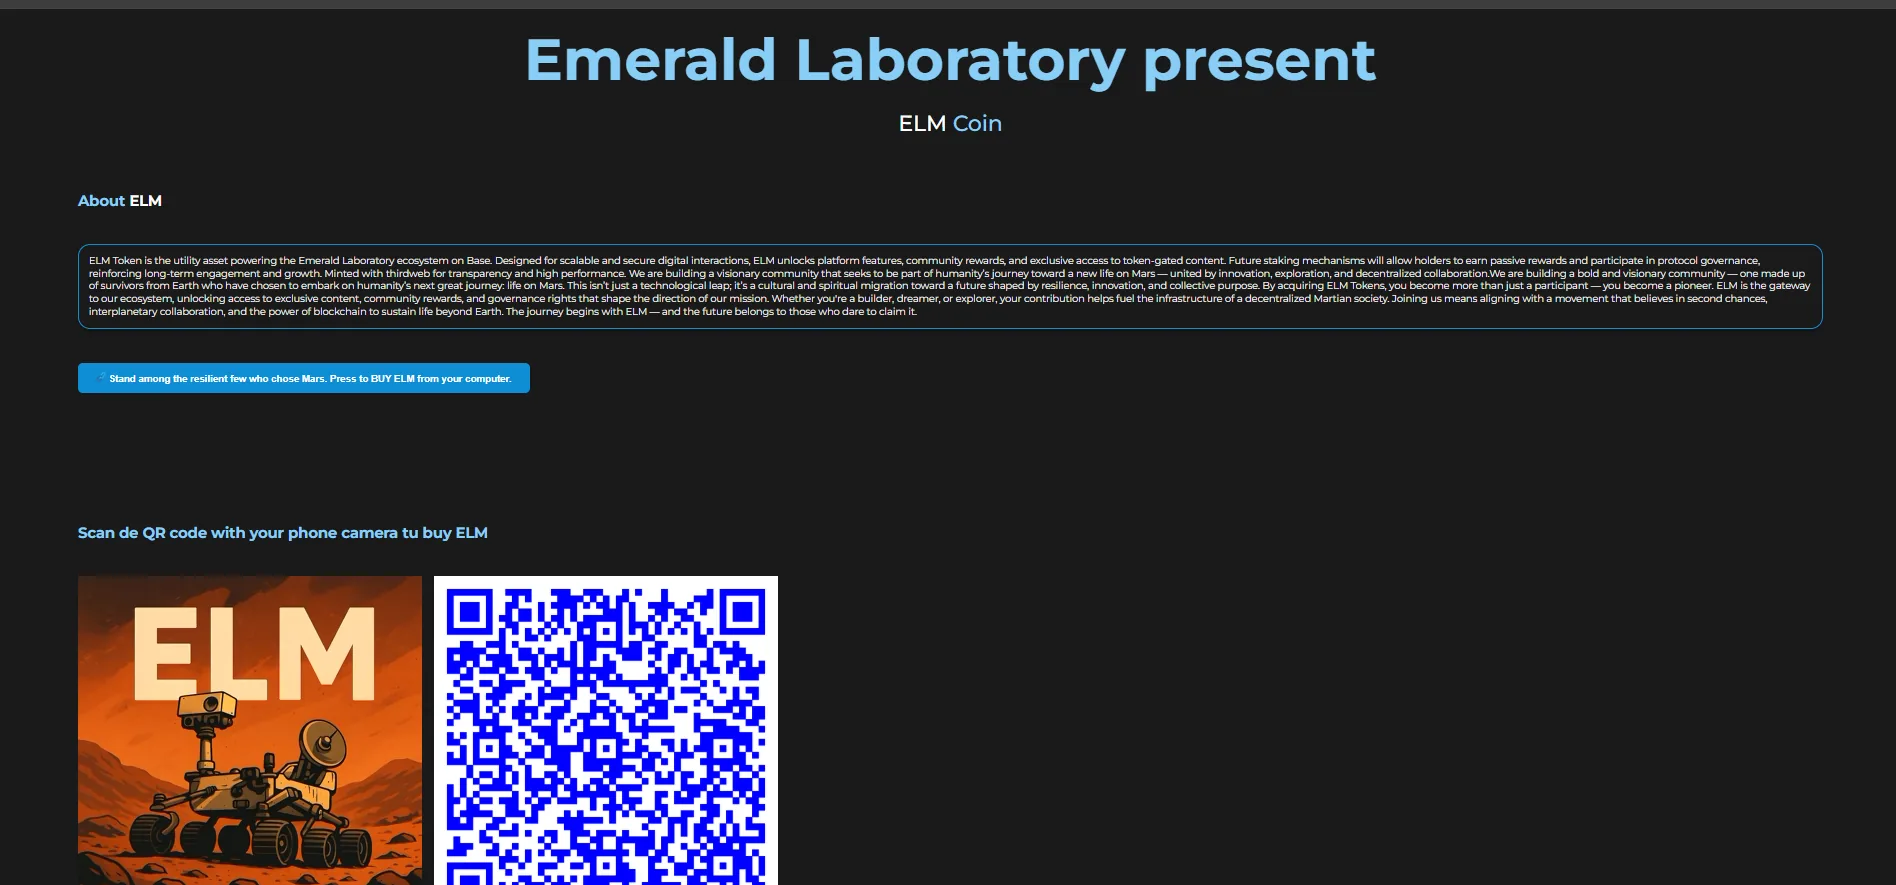 Emerald Laboratory present
ELM Coin
About ELM
ELM Token is the utility asset powering the Emerald Laboratory ecosystem on Base. Designed for scalable and secure digital interactions, ELM unlocks platform features, community rewards, and exclusive access to token-gated content. Future staking mechanisms will allow holders to earn passive rewards and participate in protocol governance,
reinforcing long-term engagement and growth. Minted with thirdweb for transparency and high performance. We are building a visionary community that seeks to be part of humanity’s journey toward a new life on Mars — united by innovation, exploration, and decentralized collaboration.We are building a bold and visionary community — one made up
of survivors from Earth who have chosen to embark on humanity’s next great journey: life on Mars. This isn’t just a technological leap; it’s a cultural and spiritual migration toward a future shaped by resilience, innovation, and collective purpose. By acquiring ELM Tokens, you become more than just a participant — you become a pioneer. ELM is the gateway
to our ecosystem, unlocking access to exclusive content, community rewards, and governance rights that shape the direction of our mission. Whether you're a builder, dreamer, or explorer, your contribution helps fuel the infrastructure of a decentralized Martian society. Joining us means aligning with a movement that believes in second chances,
interplanetary collaboration, and the power of blockchain to sustain life beyond Earth. The journey begins with ELM — and the future belongs to those who dare to claim it.
Stand among the resilient few who chose Mars. Press to BUY ELM from your computer.
Scan de QR code with your phone camera tu buy ELM
ELM